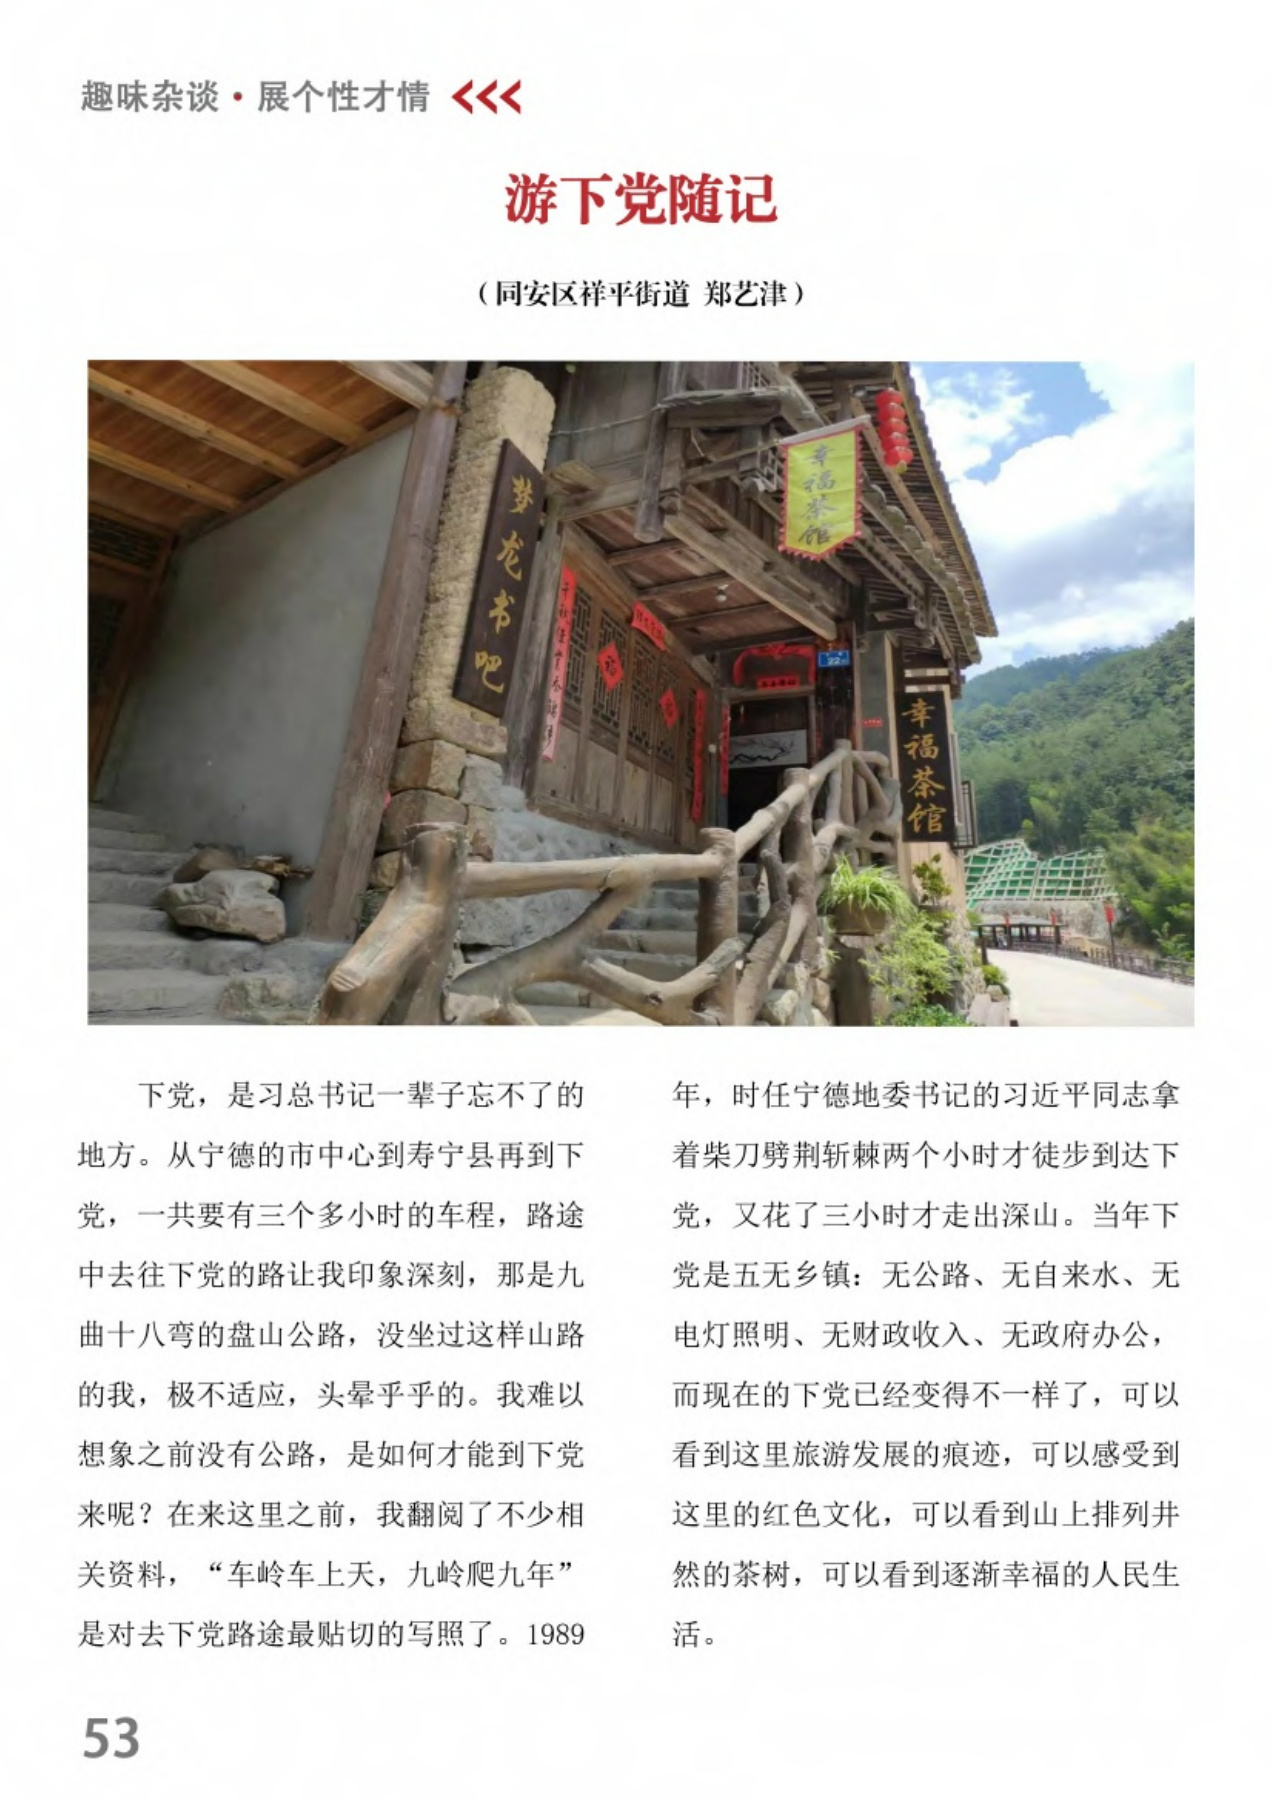 趣味杂谈·展个性才情
游下党随记
（同安区祥平街道 郑艺津）
梦龙书吧
幸福茶馆
22
幸福茶馆
福
下党，是习总书记一辈子忘不了的
地方。从宁德的市中心到寿宁县再到下
党，一共要有三个多小时的车程，路途
中去往下党的路让我印象深刻，那是九
曲十八弯的盘山公路，没坐过这样山路
的我，极不适应，头晕乎乎的。我难以
想象之前没有公路，是如何才能到下党
来呢？在来这里之前，我翻阅了不少相
关资料，“车岭车上天，九岭爬九年”
是对去下党路途最贴切的写照了。1989
年，时任宁德地委书记的习近平同志拿
着柴刀劈荆斩棘两个小时才徒步到达下
党，又花了三小时才走出深山。当年下
党是五无乡镇：无公路、无自来水、无
电灯照明、无财政收入、无政府办公，
而现在的下党已经变得不一样了，可以
看到这里旅游发展的痕迹，可以感受到
这里的红色文化，可以看到山上排列井
然的茶树，可以看到逐渐幸福的人民生
活。
53